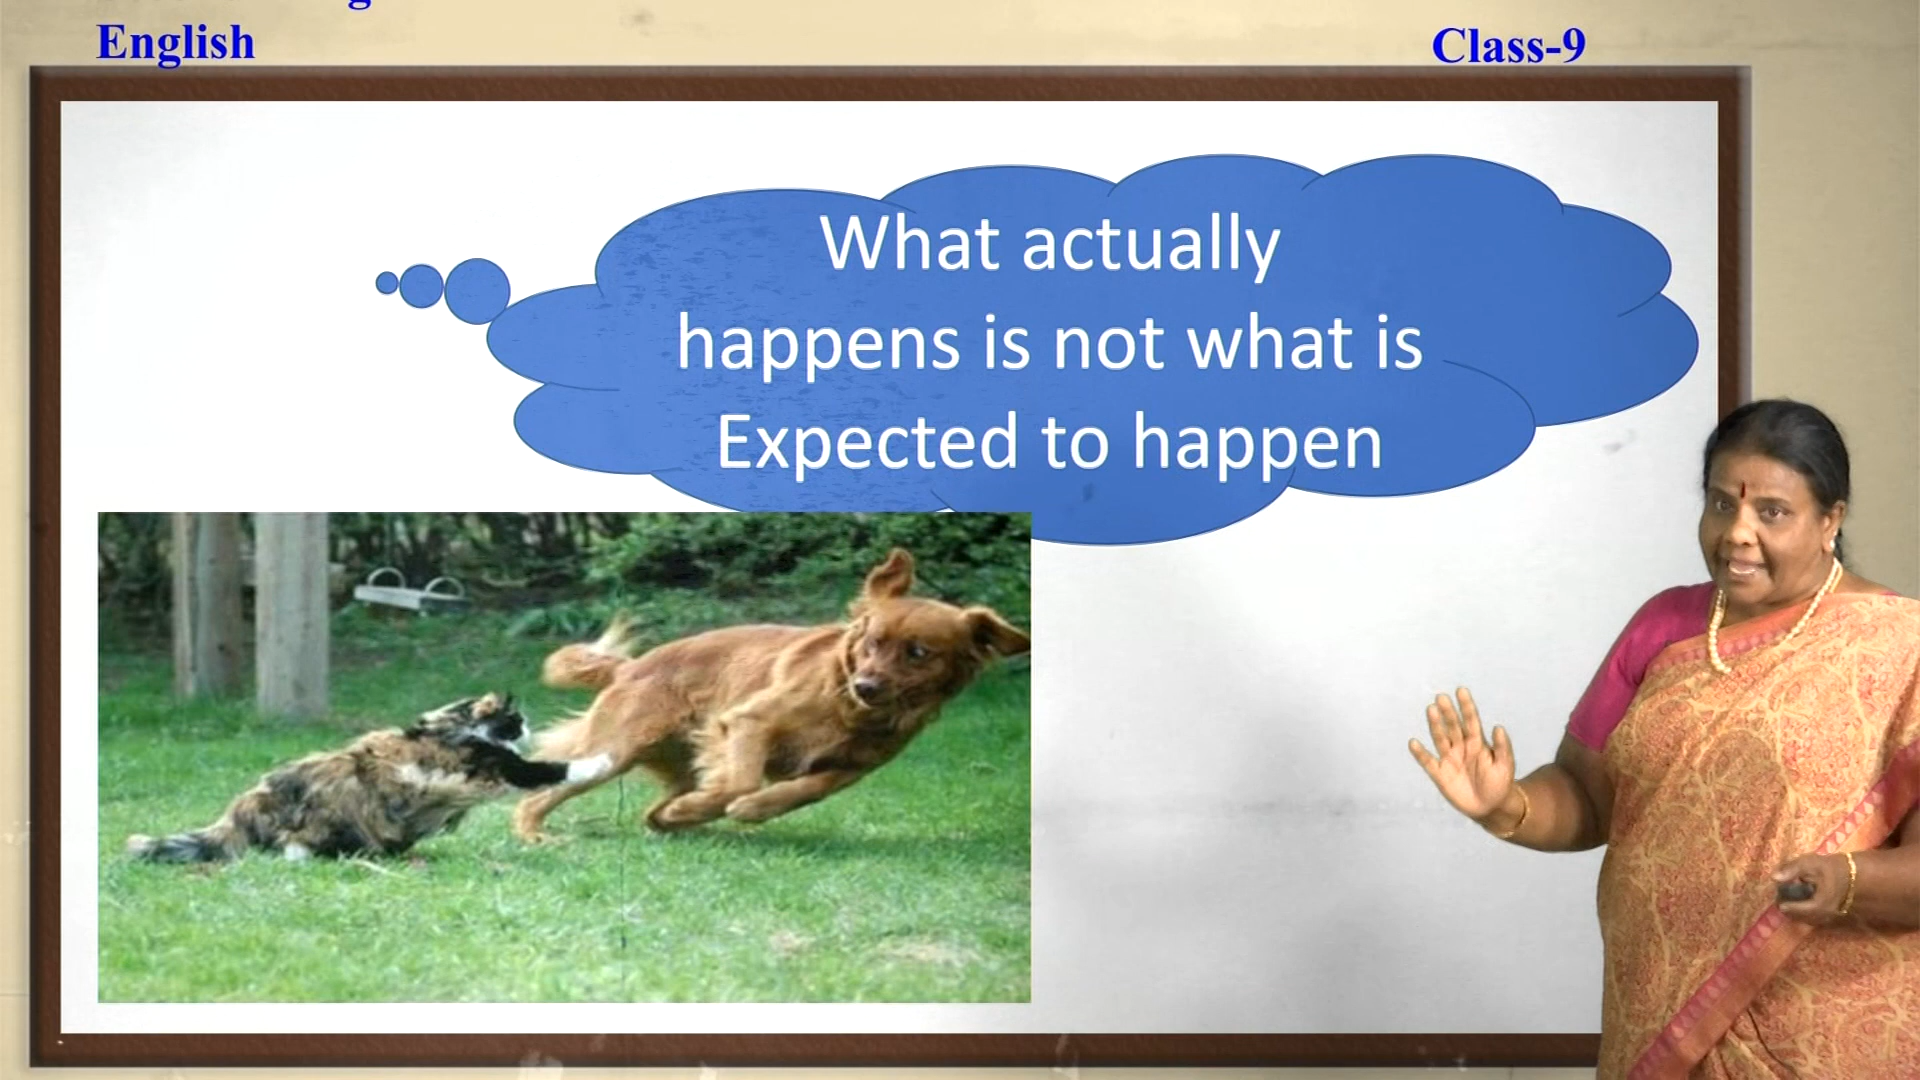 English
Class-9
What actually
happens is not what is
Expected to happen